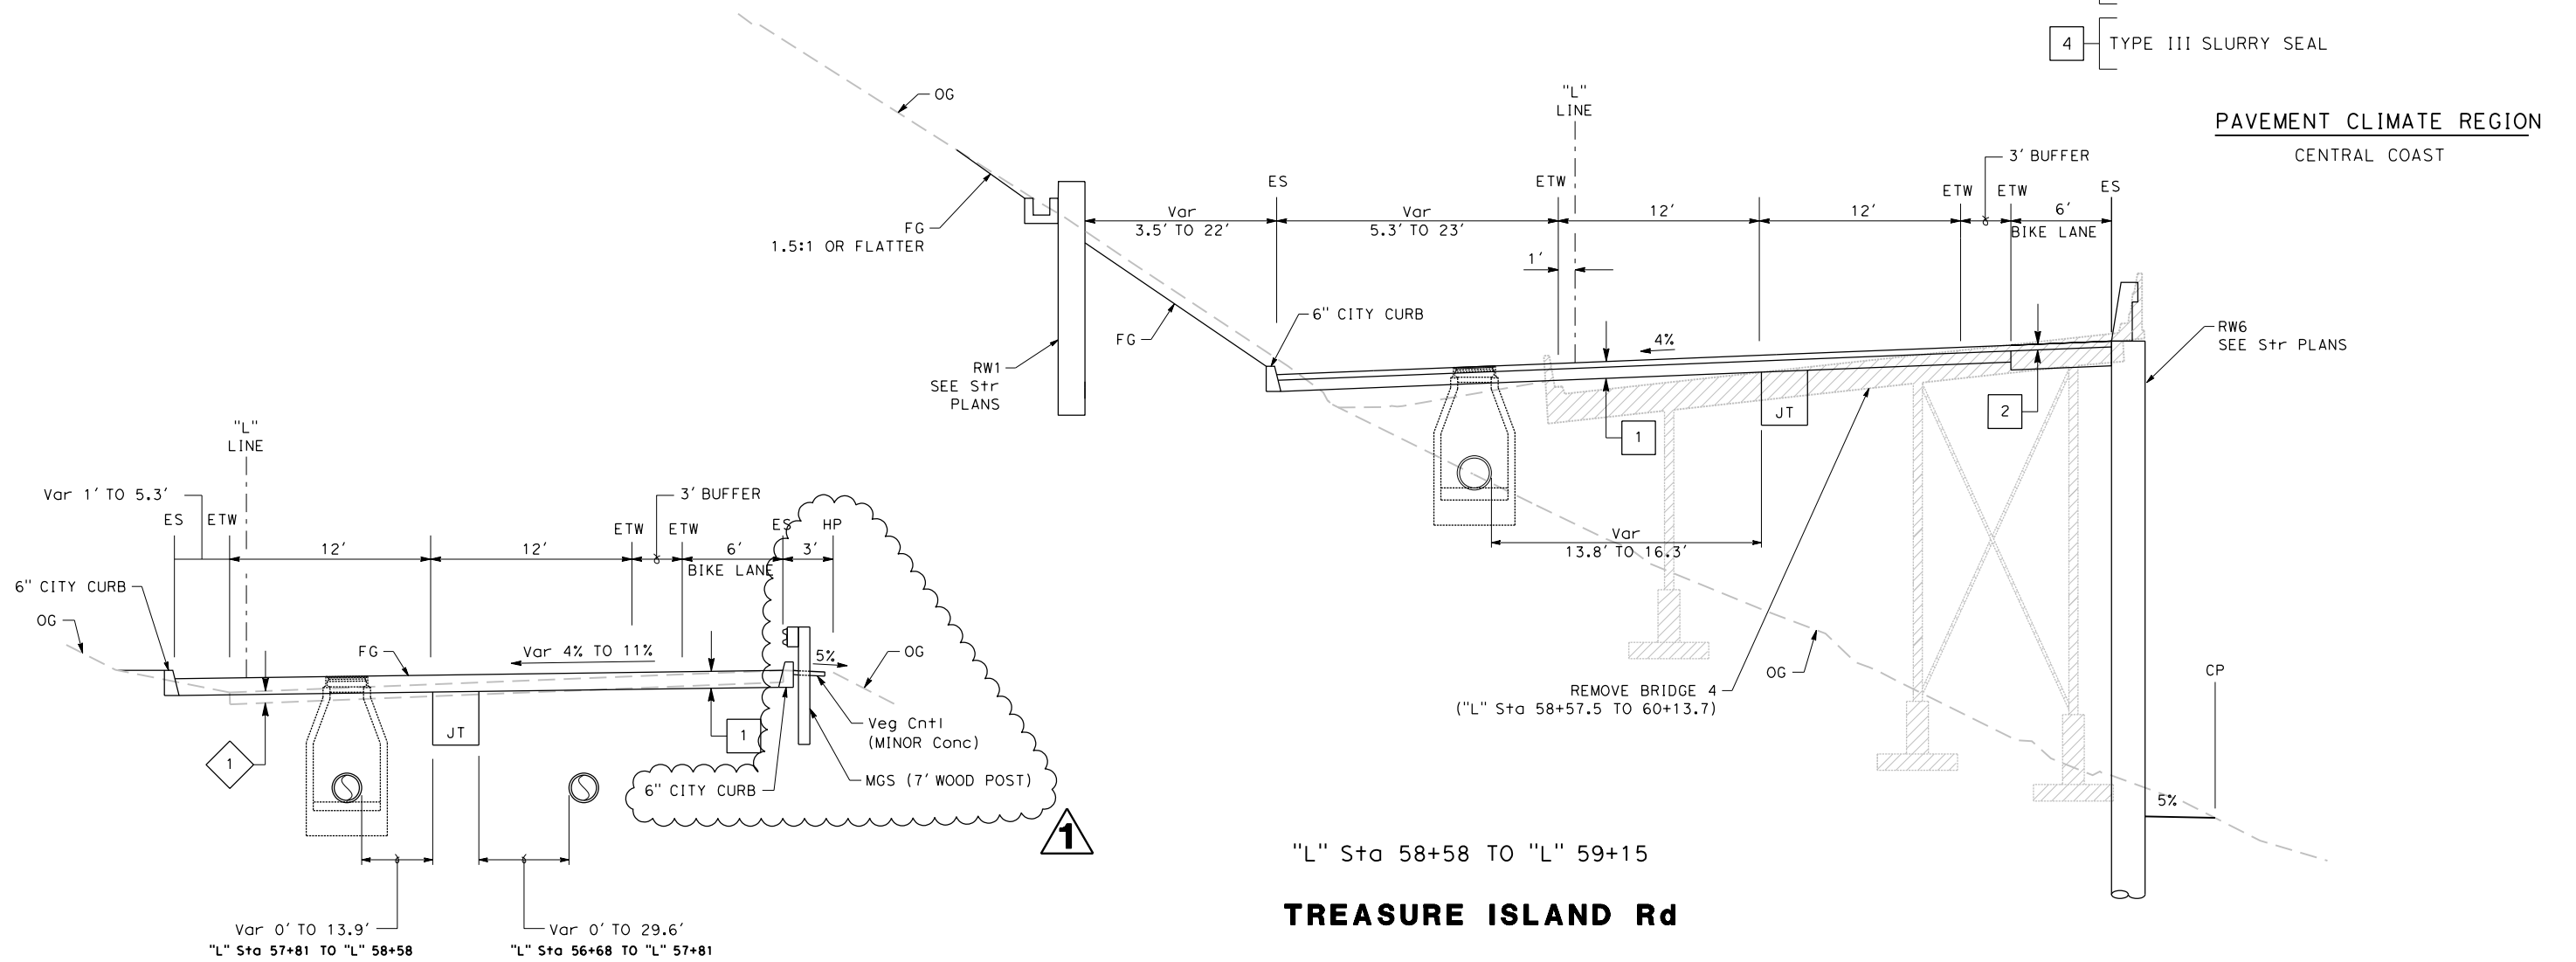 4
TYPE III SLURRY SEAL
PAVEMENT CLIMATE REGION
CENTRAL COAST
OG
"L"
LINE
3' BUFFER
ES
ETW
ETW
ETW
ES
Var
3.5' TO 22'
Var
5.3' TO 23'
12'
12'
6'
BIKE LANE
FG
1.5:1 OR FLATTER
1'
6" CITY CURB
FG
4%
RW1
SEE Str
PLANS
RW6
SEE Str PLANS
JT
2
1
Var
13.8' TO 16.3'
OG
REMOVE BRIDGE 4
("L" Sta 58+57.5 TO 60+13.7)
CP
5%
"L" Sta 58+58 TO "L" 59+15
TREASURE ISLAND Rd
"L"
LINE
Var 1' TO 5.3'
3' BUFFER
ES
ETW
ETW
ETW
ES
HP
12'
12'
6'
BIKE LANE
3'
6" CITY CURB
OG
FG
Var 4% TO 11%
5%
OG
JT
1
1
Veg Cntl
(MINOR Conc)
MGS (7' WOOD POST)
6" CITY CURB
1
Var 0' TO 13.9'
"L" Sta 57+81 TO "L" 58+58
Var 0' TO 29.6'
"L" Sta 56+68 TO "L" 57+81